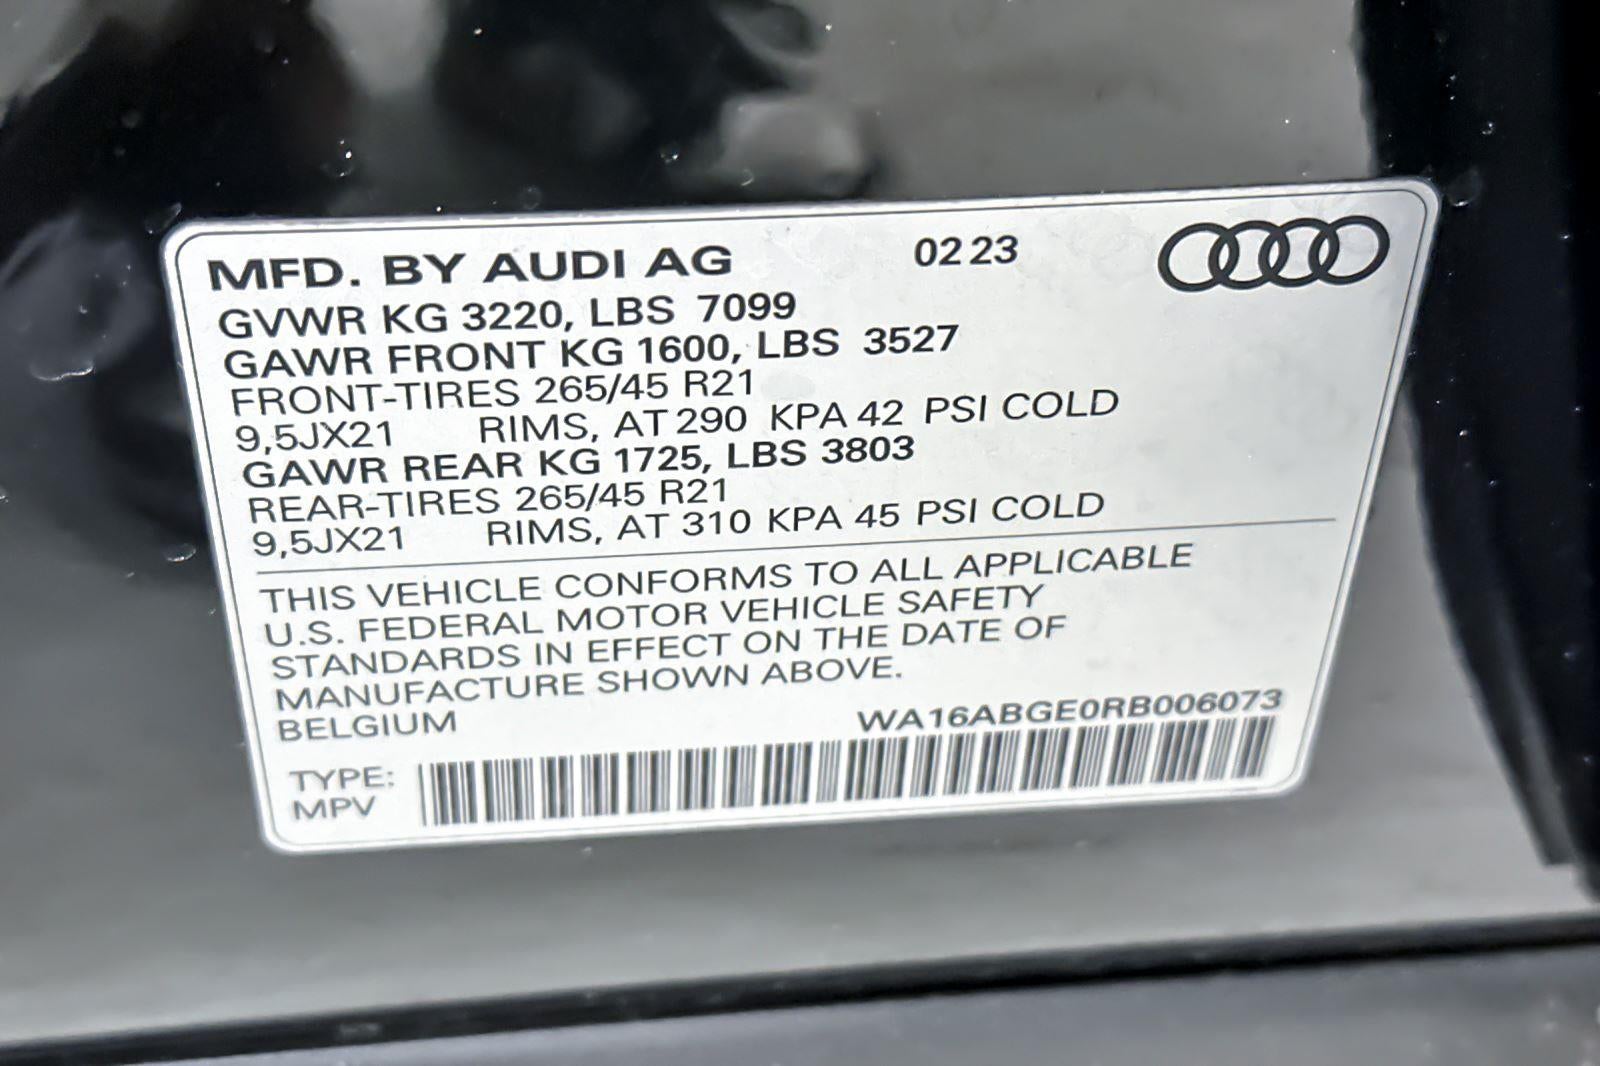 MFD. BY AUDI AG 02 23
GVWR KG 3220, LBS 7099
GAWR FRONT KG 1600, LBS 3527
FRONT-TIRES 265/45 R21
9,5JX21 RIMS, AT 290 KPA 42 PSI COLD
GAWR REAR KG 1725, LBS 3803
REAR-TIRES 265/45 R21
9,5JX21 RIMS, AT 310 KPA 45 PSI COLD
THIS VEHICLE CONFORMS TO ALL APPLICABLE
U.S. FEDERAL MOTOR VEHICLE SAFETY
STANDARDS IN EFFECT ON THE DATE OF
MANUFACTURE SHOWN ABOVE.
BELGIUM WA16ABGE0RB006073
TYPE:
MPV